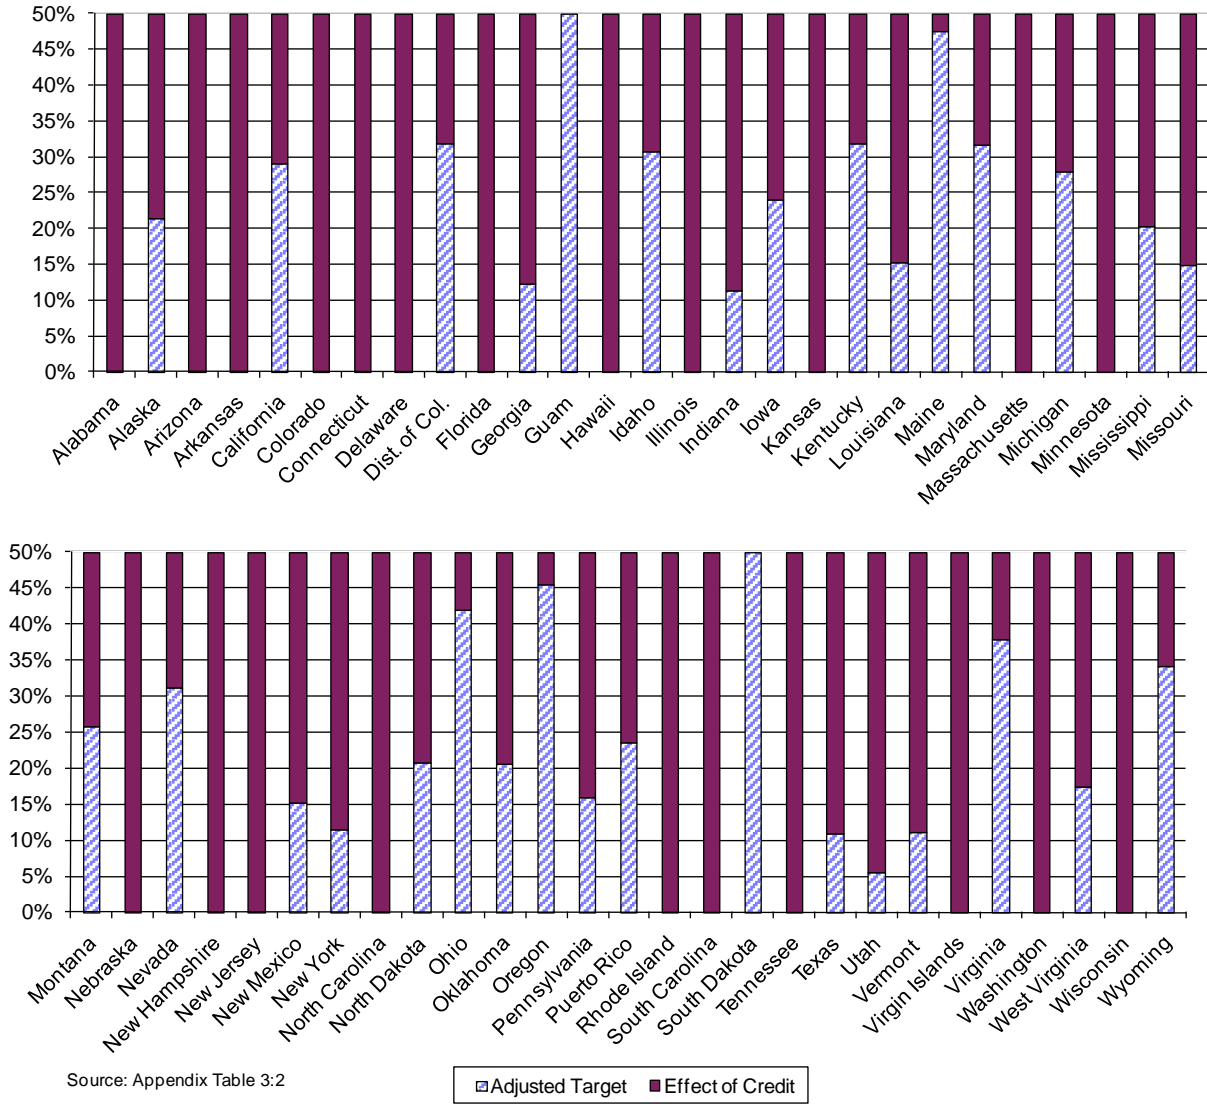 50%
45%
40%
35%
30%
25%
20%
15%
10%
5%
0%
Alabama
Alaska
Arizona
Arkansas
California
Colorado
Connecticut
Delaware
Dist. of Col.
Florida
Georgia
Guam
Hawaii
Idaho
Illinois
Indiana
Iowa
Kansas
Kentucky
Louisiana
Maine
Maryland
Massachusetts
Michigan
Minnesota
Mississippi
Missouri
50%
45%
40%
35%
30%
25%
20%
15%
10%
5%
0%
Montana
Nebraska
Nevada
New Hampshire
New Jersey
New Mexico
New York
North Carolina
North Dakota
Ohio
Oklahoma
Oregon
Pennsylvania
Puerto Rico
Rhode Island
South Carolina
South Dakota
Tennessee
Texas
Utah
Vermont
Virgin Islands
Virginia
Washington
West Virginia
Wisconsin
Wyoming
Source: Appendix Table 3:2
Adjusted Target
Effect of Credit